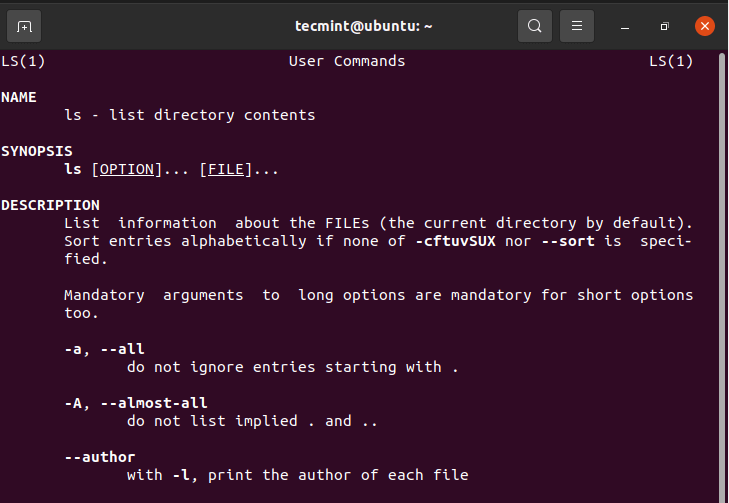 tecmint@ubuntu: ~
LS(1) User Commands LS(1)
NAME
ls - list directory contents
SYNOPSIS
ls [OPTION]... [FILE]...
DESCRIPTION
List information about the FILEs (the current directory by default).
Sort entries alphabetically if none of -cftuvSUX nor --sort is speci-
fied.
Mandatory arguments to long options are mandatory for short options
too.
-a, --all
do not ignore entries starting with .
-A, --almost-all
do not list implied . and ..
--author
with -l, print the author of each file